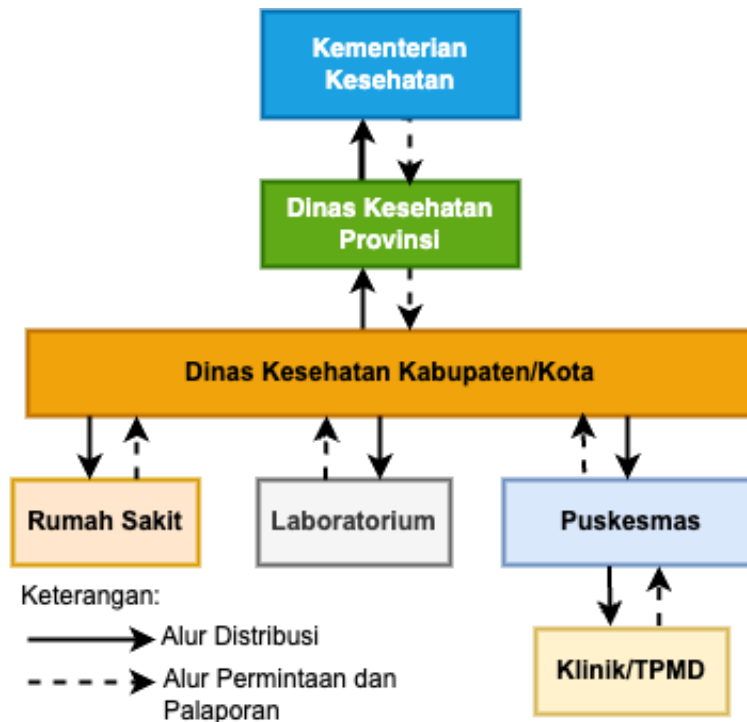 Kementerian
Kesehatan
Dinas Kesehatan
Provinsi
Dinas Kesehatan Kabupaten/Kota
Rumah Sakit
Laboratorium
Puskesmas
Keterangan:
Alur Distribusi
Alur Permintaan dan
Palaporan
Klinik/TPMD